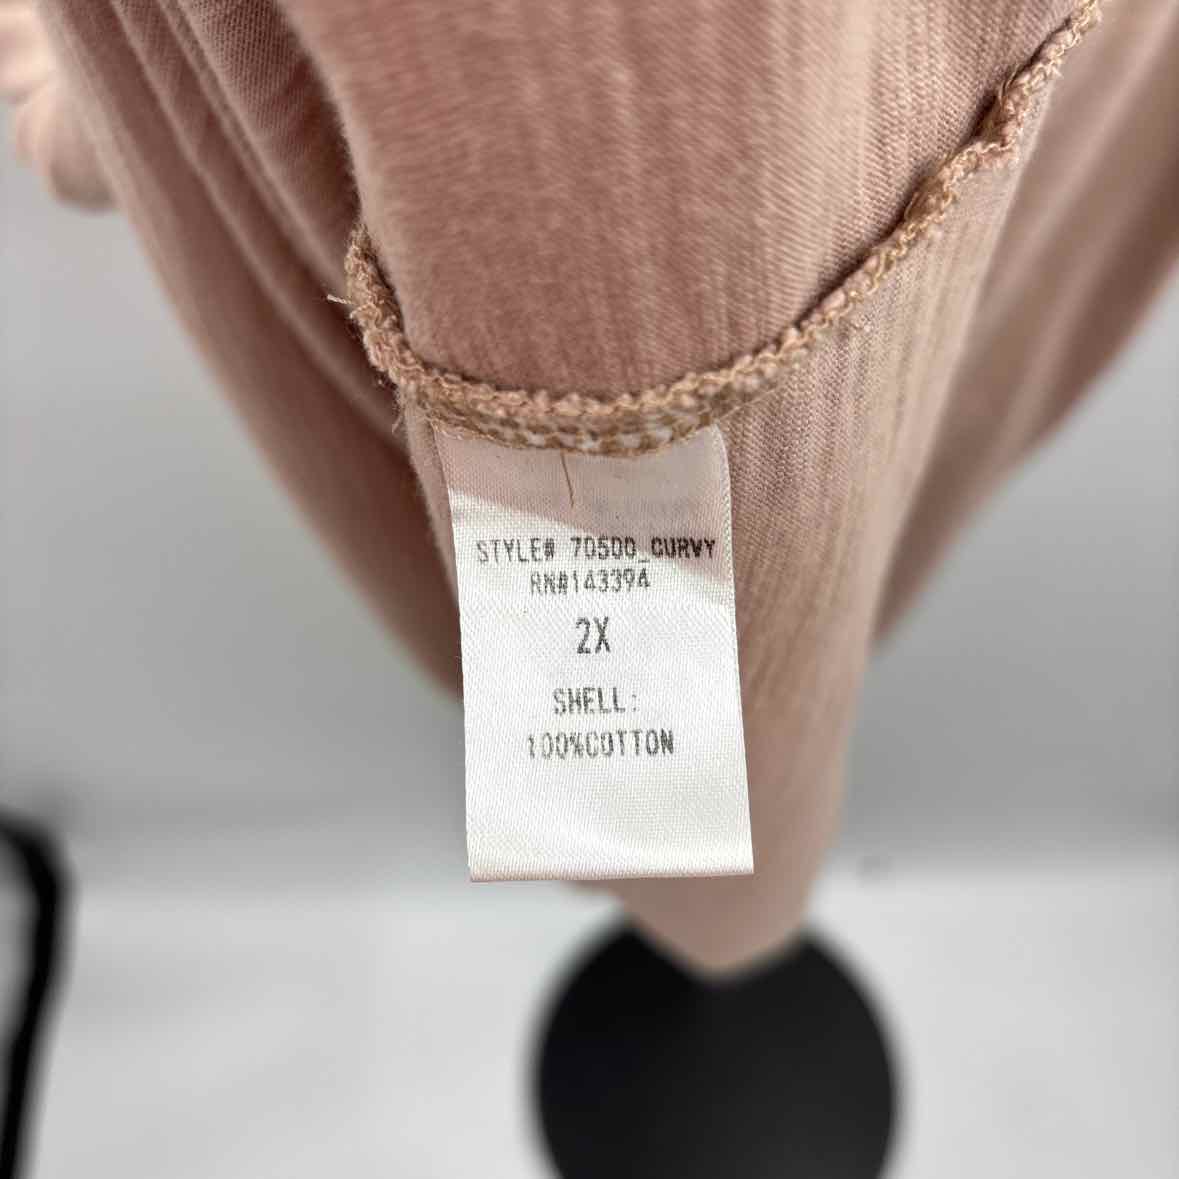 STYLE# 70500_CURVY
RN#143394
2X
SHELL:
100%COTTON